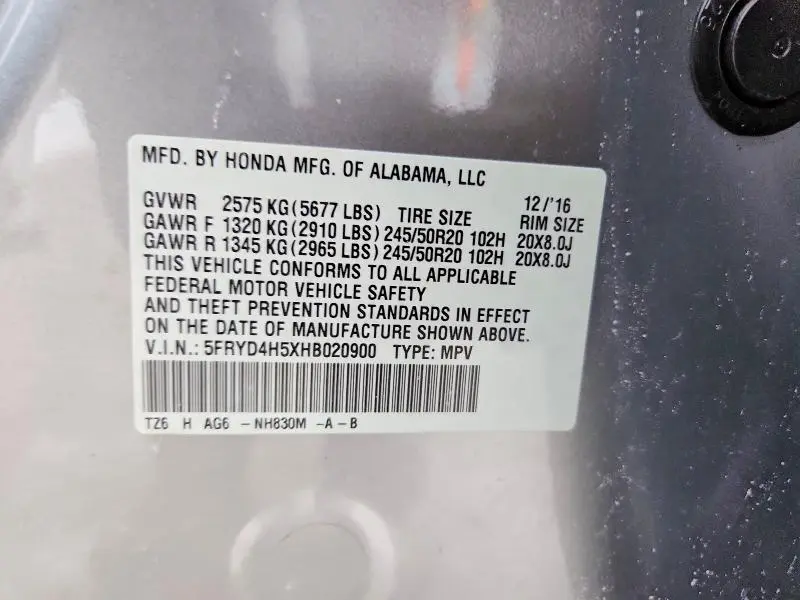 MFD. BY HONDA MFG. OF ALABAMA, LLC
GVWR 2575 KG(5677 LBS) TIRE SIZE 12/'16 RIM SIZE
GAWR F 1320 KG(2910 LBS) 245/50R20 102H 20X8.0J
GAWR R 1345 KG(2965 LBS) 245/50R20 102H 20X8.0J
THIS VEHICLE CONFORMS TO ALL APPLICABLE
FEDERAL MOTOR VEHICLE SAFETY
AND THEFT PREVENTION STANDARDS IN EFFECT
ON THE DATE OF MANUFACTURE SHOWN ABOVE.
V.I.N.: 5FRYD4H5XHB020900 TYPE: MPV
TZ6 H AG6 -NH830M -A-B